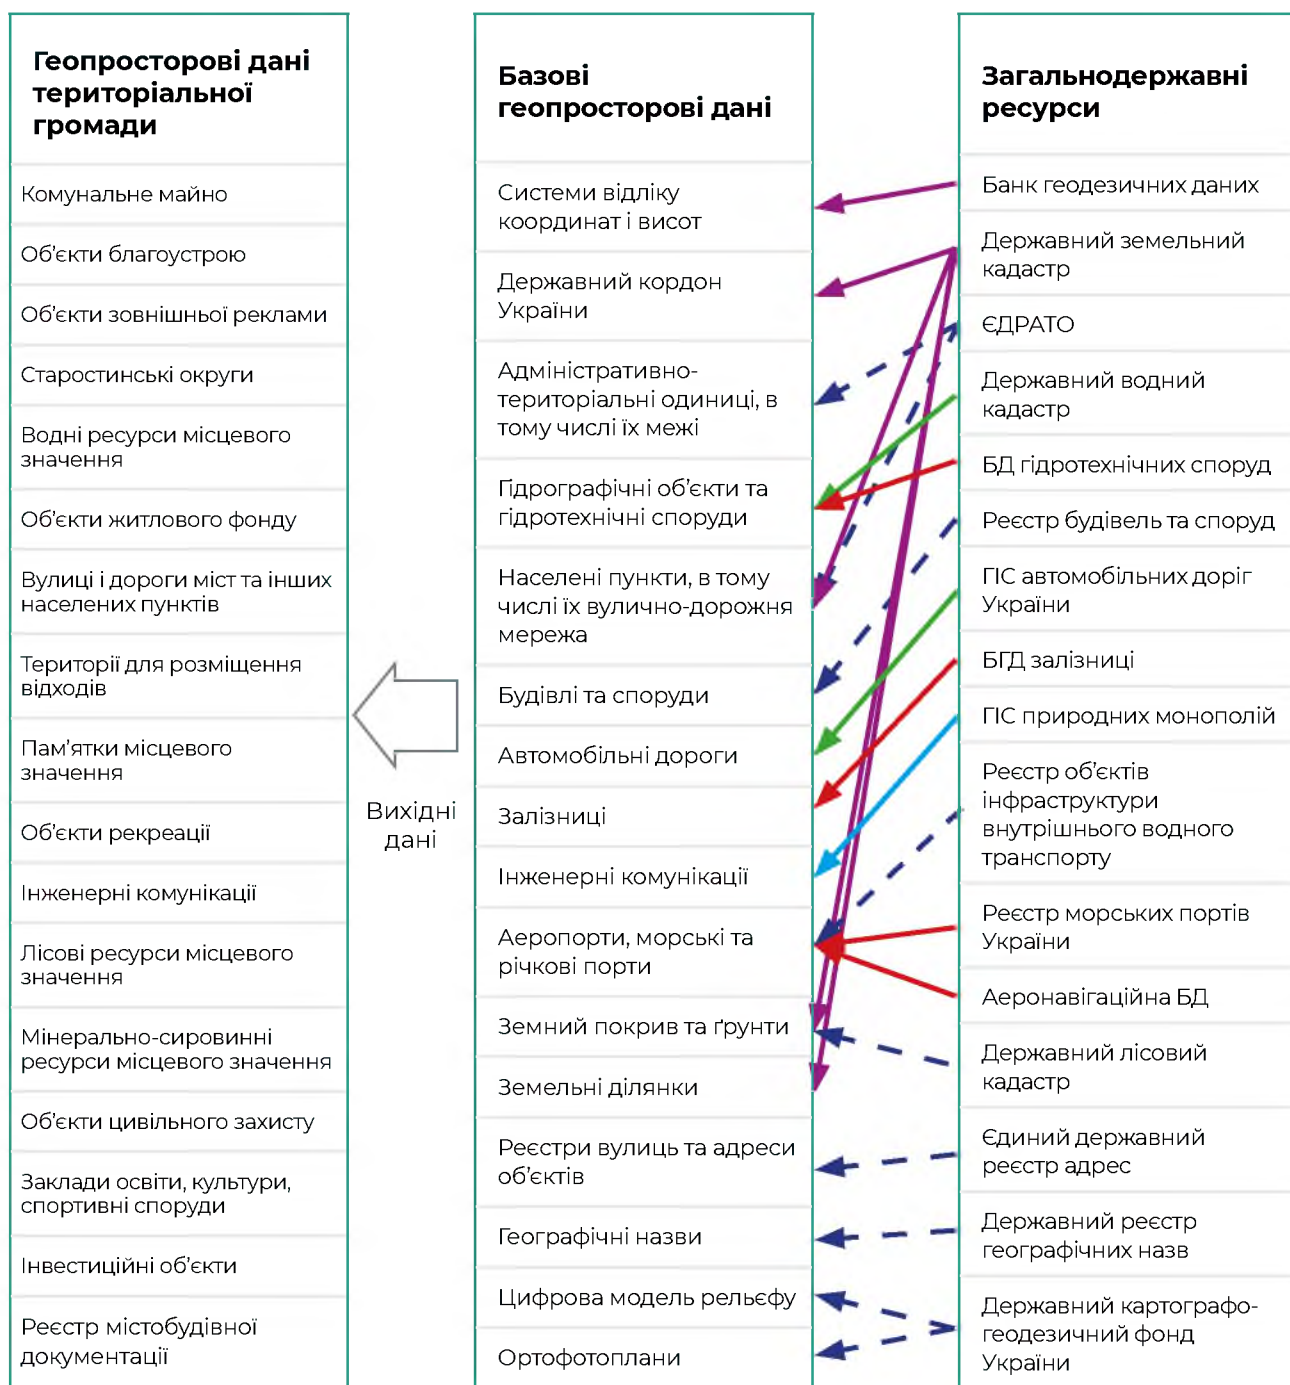 Геопросторові дані
територіальної
громади
Комунальне майно
Об’єкти благоустрою
Об’єкти зовнішньої реклами
Старостинські округи
Водні ресурси місцевого
значення
Об’єкти житлового фонду
Вулиці і дороги міст та інших
населених пунктів
Території для розміщення
відходів
Пам’ятки місцевого
значення
Об’єкти рекреації
Інженерні комунікації
Лісові ресурси місцевого
значення
Мінерально-сировинні
ресурси місцевого значення
Об’єкти цивільного захисту
Заклади освіти, культури,
спортивні споруди
Інвестиційні об’єкти
Реєстр містобудівної
документації
Вихідні
дані
Базові
геопросторові дані
Системи відліку
координат і висот
Державний кордон
України
Адміністративно-
територіальні одиниці, в
тому числі їх межі
Гідрографічні об’єкти та
гідротехнічні споруди
Населені пункти, в тому
числі їх вулично-дорожня
мережа
Будівлі та споруди
Автомобільні дороги
Залізниці
Інженерні комунікації
Аеропорти, морські та
річкові порти
Земний покрив та ґрунти
Земельні ділянки
Реєстри вулиць та адреси
об’єктів
Географічні назви
Цифрова модель рельєфу
Ортофотоплани
Загальнодержавні
ресурси
Банк геодезичних даних
Державний земельний
кадастр
ЄДРАТО
Державний водний
кадастр
БД гідротехнічних споруд
Реєстр будівель та споруд
ГІС автомобільних доріг
України
БГД залізниці
ГІС природних монополій
Реєстр об’єктів
інфраструктури
внутрішнього водного
транспорту
Реєстр морських портів
України
Аеронавігаційна БД
Державний лісовий
кадастр
Єдиний державний
реєстр адрес
Державний реєстр
географічних назв
Державний картографо-
геодезичний фонд
України